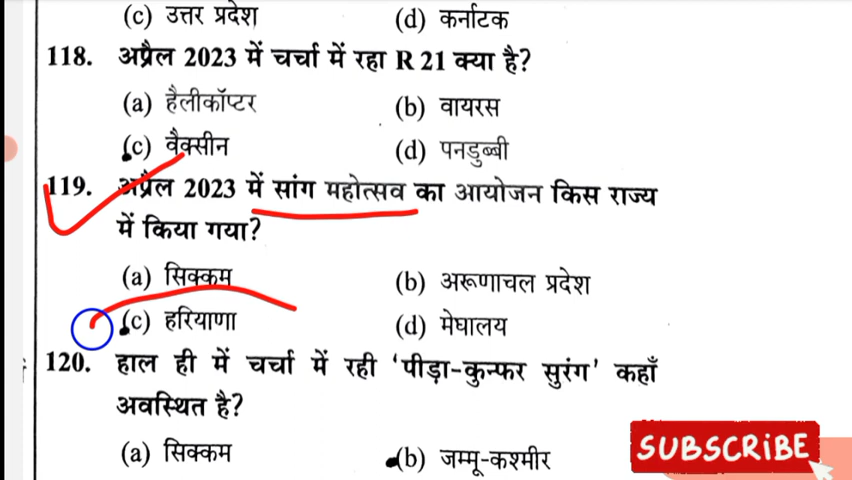 (c) उत्तर प्रदेश (d) कर्नाटक
118. अप्रैल 2023 में चर्चा में रहा R 21 क्या है?
(a) हैलीकॉप्टर (b) वायरस
(c) वैक्सीन (d) पनडुब्बी
119. अप्रैल 2023 में सांग महोत्सव का आयोजन किस राज्य
में किया गया?
(a) सिक्कम (b) अरूणाचल प्रदेश
(c) हरियाणा (d) मेघालय
120. हाल ही में चर्चा में रही ‘पीड़ा-कुन्फर सुरंग’ कहाँ
अवस्थित है?
(a) सिक्कम (b) जम्मू-कश्मीर
SUBSCRIBE